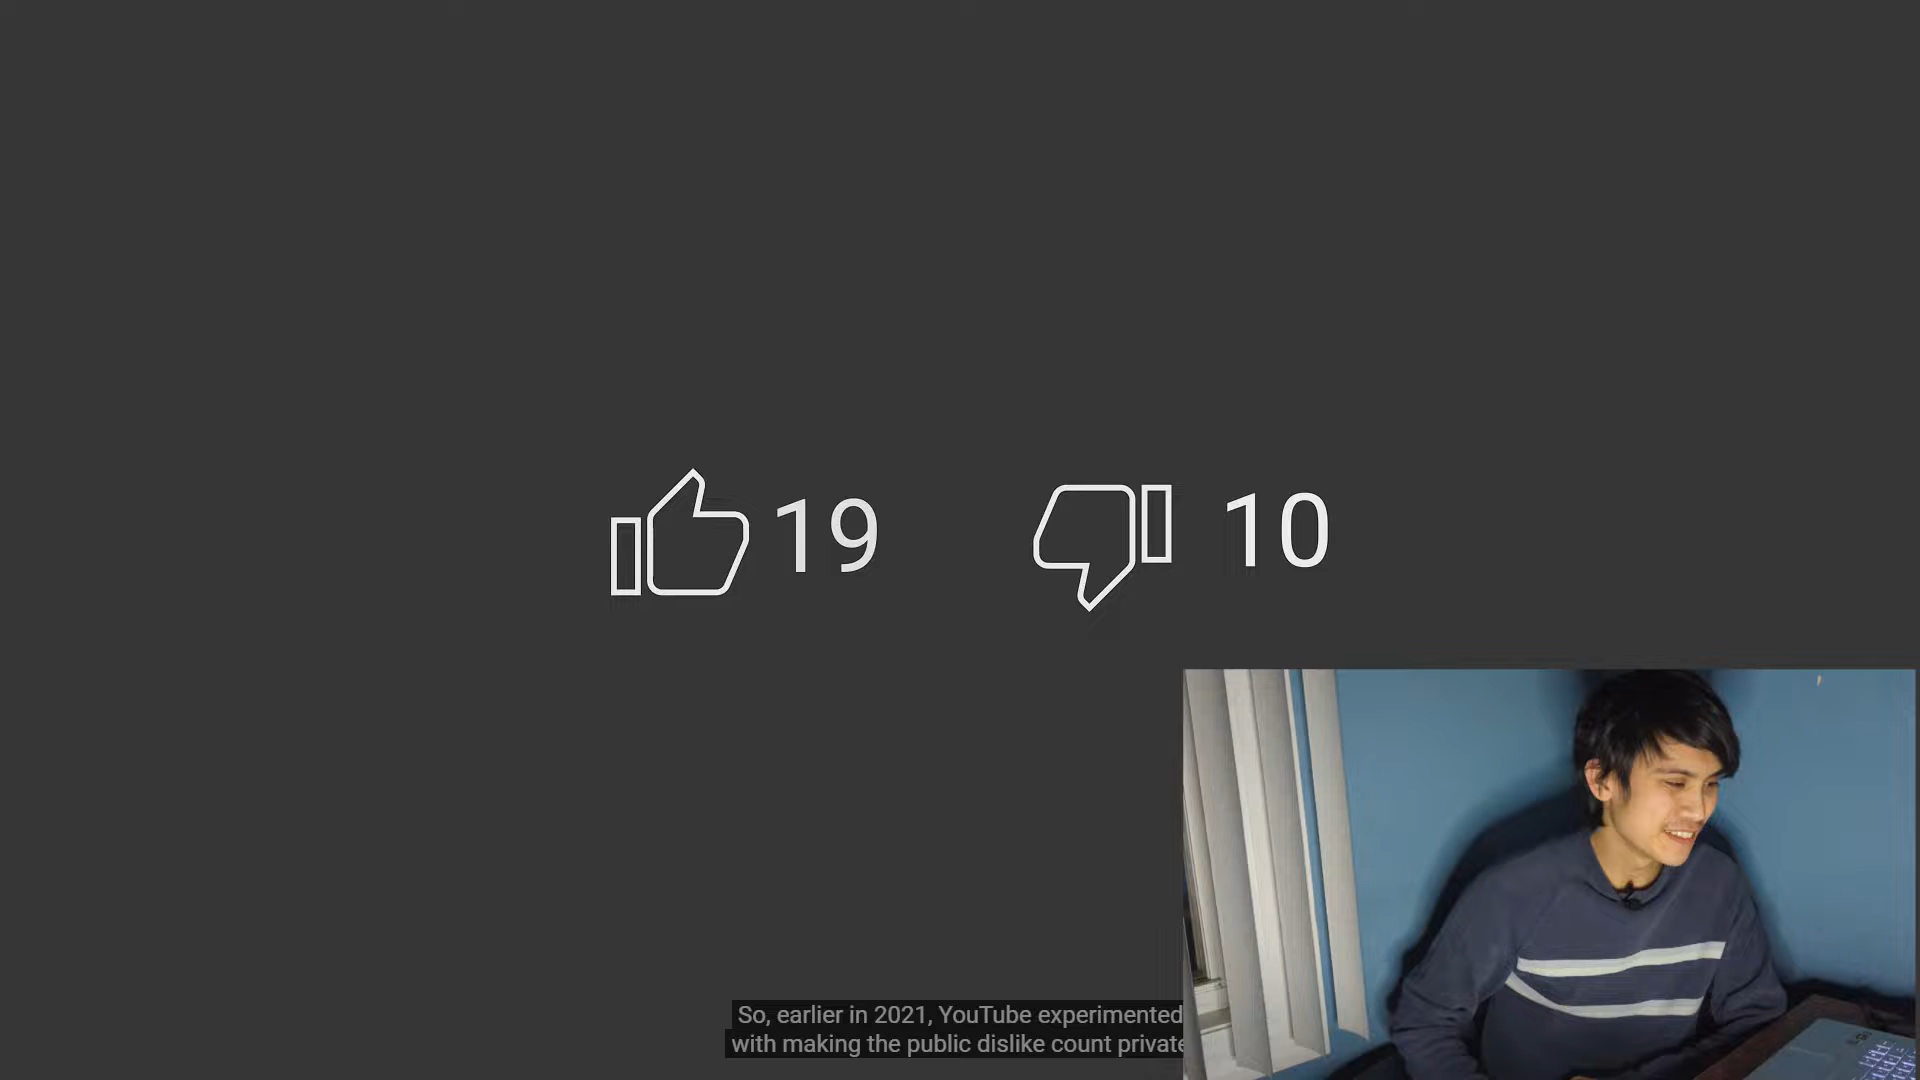 19 10
So, earlier in 2021, YouTube experimented
with making the public dislike count private